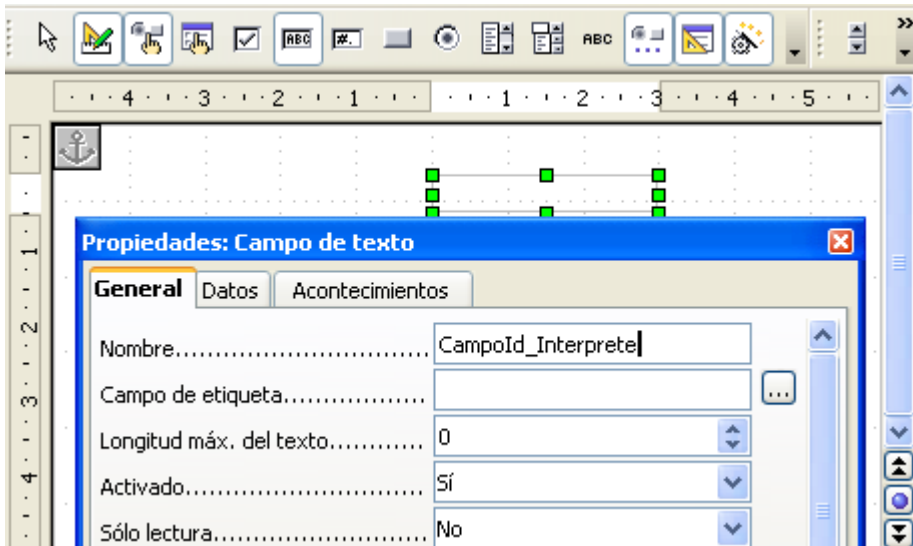 ABC #. ABC
4 3 2 1 1 2 3 4 5
Propiedades: Campo de texto
General Datos Acontecimientos
Nombre.............................. CampoId_Interprete
Campo de etiqueta................. ...
Longitud máx. del texto............ 0
Activado............................ Sí
Sólo lectura......................... No
1
2
3
4